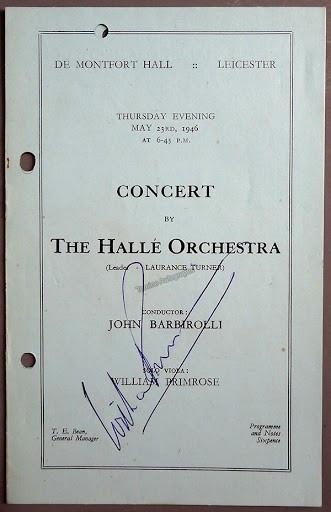 DE MONTFORT HALL :: LEICESTER
THURSDAY EVENING
MAY 23RD, 1946
AT 6-45 P.M.
CONCERT
BY
THE HALLÉ ORCHESTRA
(Leader - LAURANCE TURNER)
CONDUCTOR:
JOHN BARBIROLLI
SOLO VIOLA:
WILLIAM PRIMROSE
T. E. Bean,
General Manager
Programme
and Notes
Sixpence